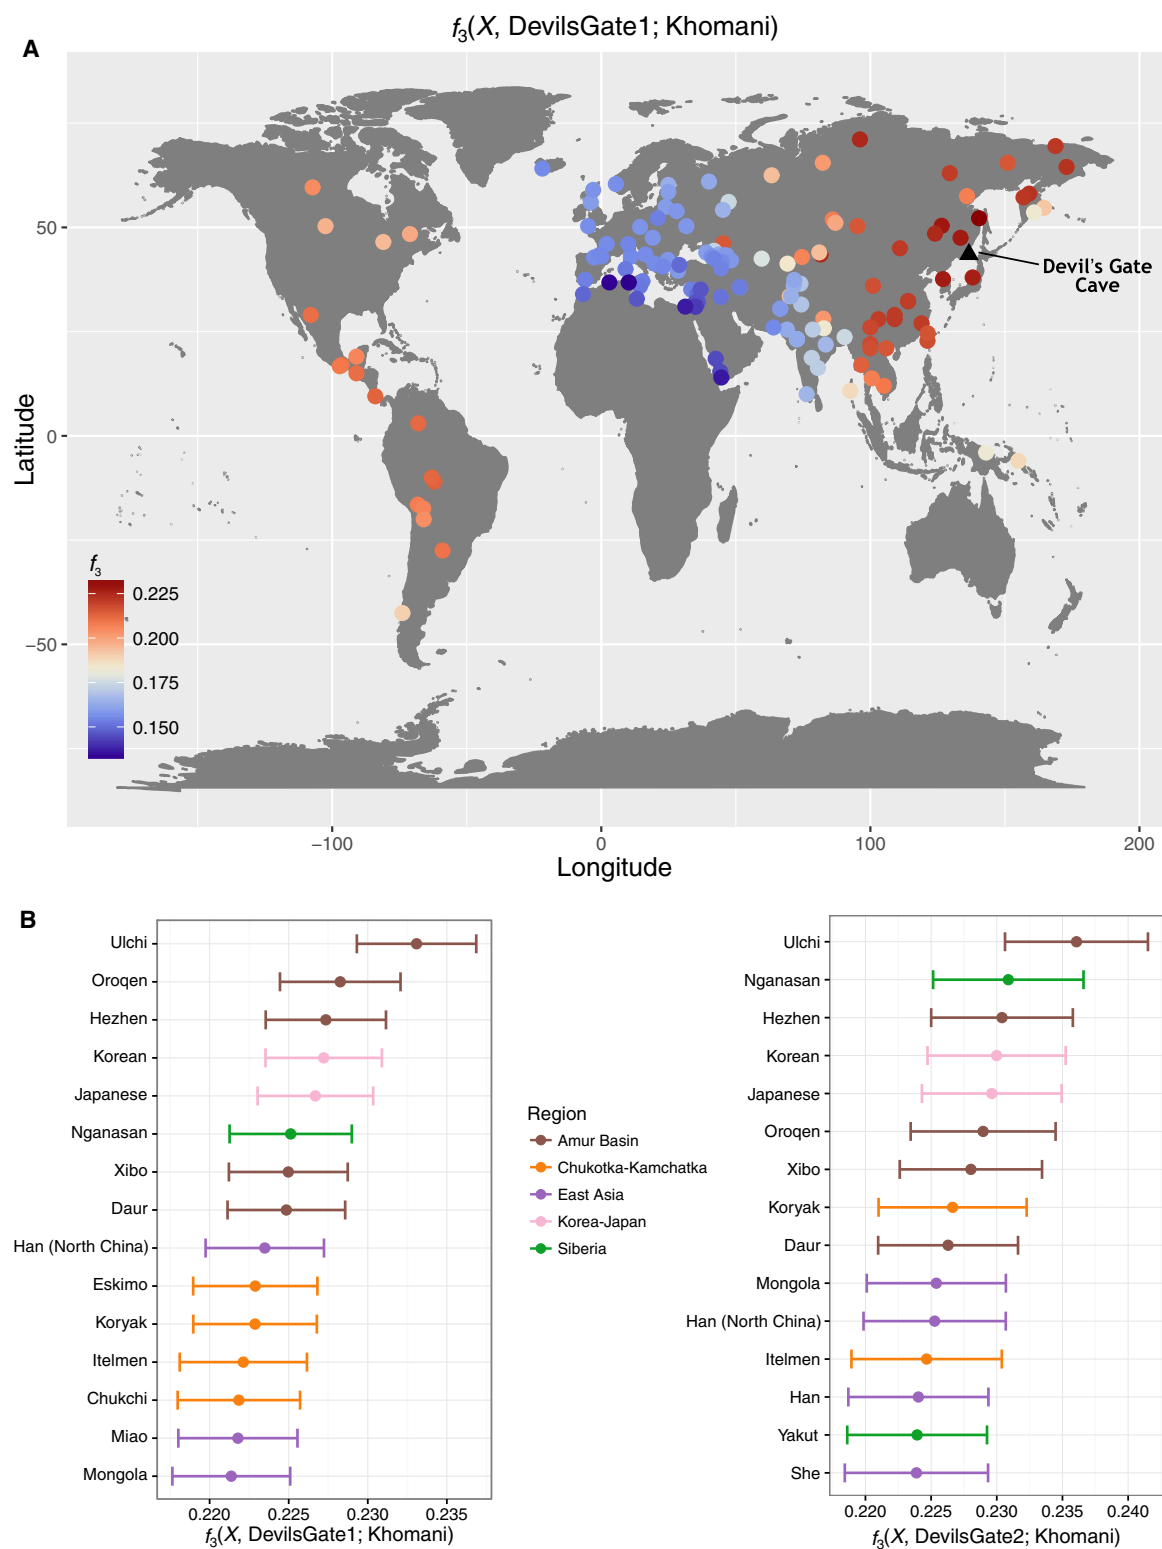 f3(X, DevilsGate1; Khomani)
A
Latitude
50
0
−50
Devil's Gate
Cave
f3
0.225
0.200
0.175
0.150
−100
0
100
200
Longitude
B
Ulchi
Oroqen
Hezhen
Korean
Japanese
Nganasan
Xibo
Daur
Han (North China)
Eskimo
Koryak
Itelmen
Chukchi
Miao
Mongola
0.220
0.225
0.230
0.235
f3(X, DevilsGate1; Khomani)
Region
Amur Basin
Chukotka-Kamchatka
East Asia
Korea-Japan
Siberia
Ulchi
Nganasan
Hezhen
Korean
Japanese
Oroqen
Xibo
Koryak
Daur
Mongola
Han (North China)
Itelmen
Han
Yakut
She
0.220
0.225
0.230
0.235
0.240
f3(X, DevilsGate2; Khomani)